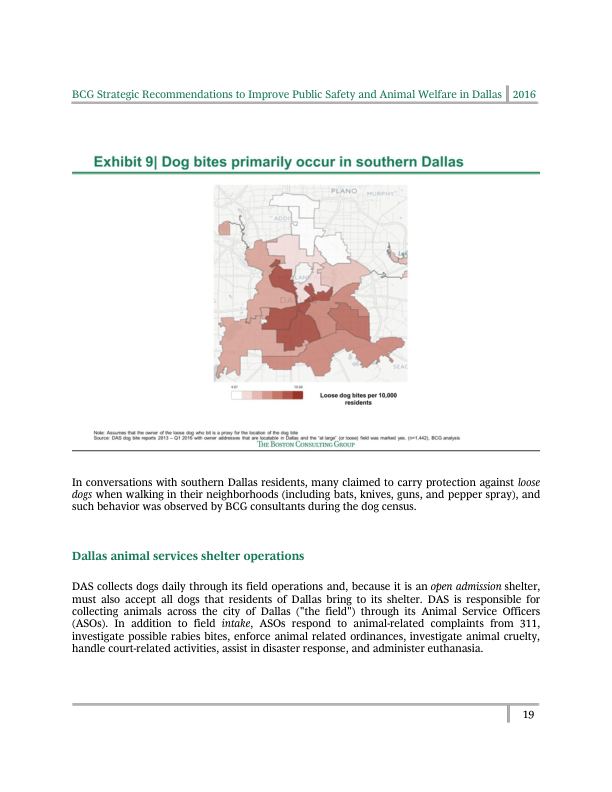 BCG Strategic Recommendations to Improve Public Safety and Animal Welfare in Dallas 2016
Exhibit 9| Dog bites primarily occur in southern Dallas
PLANO
MURPHY
ADDI
DA
SEAG
Loose dog bites per 10,000
residents
Note: Assumes that the owner of the loose dog who bit is a proxy for the location of the dog bite
Source: DAS dog bite reports 2013 – Q1 2016 with owner addresses that are locatable in Dallas and the "at large" (or loose) field was marked yes, (n=1,442), BCG analysis
THE BOSTON CONSULTING GROUP
In conversations with southern Dallas residents, many claimed to carry protection against loose
dogs when walking in their neighborhoods (including bats, knives, guns, and pepper spray), and
such behavior was observed by BCG consultants during the dog census.
Dallas animal services shelter operations
DAS collects dogs daily through its field operations and, because it is an open admission shelter,
must also accept all dogs that residents of Dallas bring to its shelter. DAS is responsible for
collecting animals across the city of Dallas ("the field") through its Animal Service Officers
(ASOs). In addition to field intake, ASOs respond to animal-related complaints from 311,
investigate possible rabies bites, enforce animal related ordinances, investigate animal cruelty,
handle court-related activities, assist in disaster response, and administer euthanasia.
19